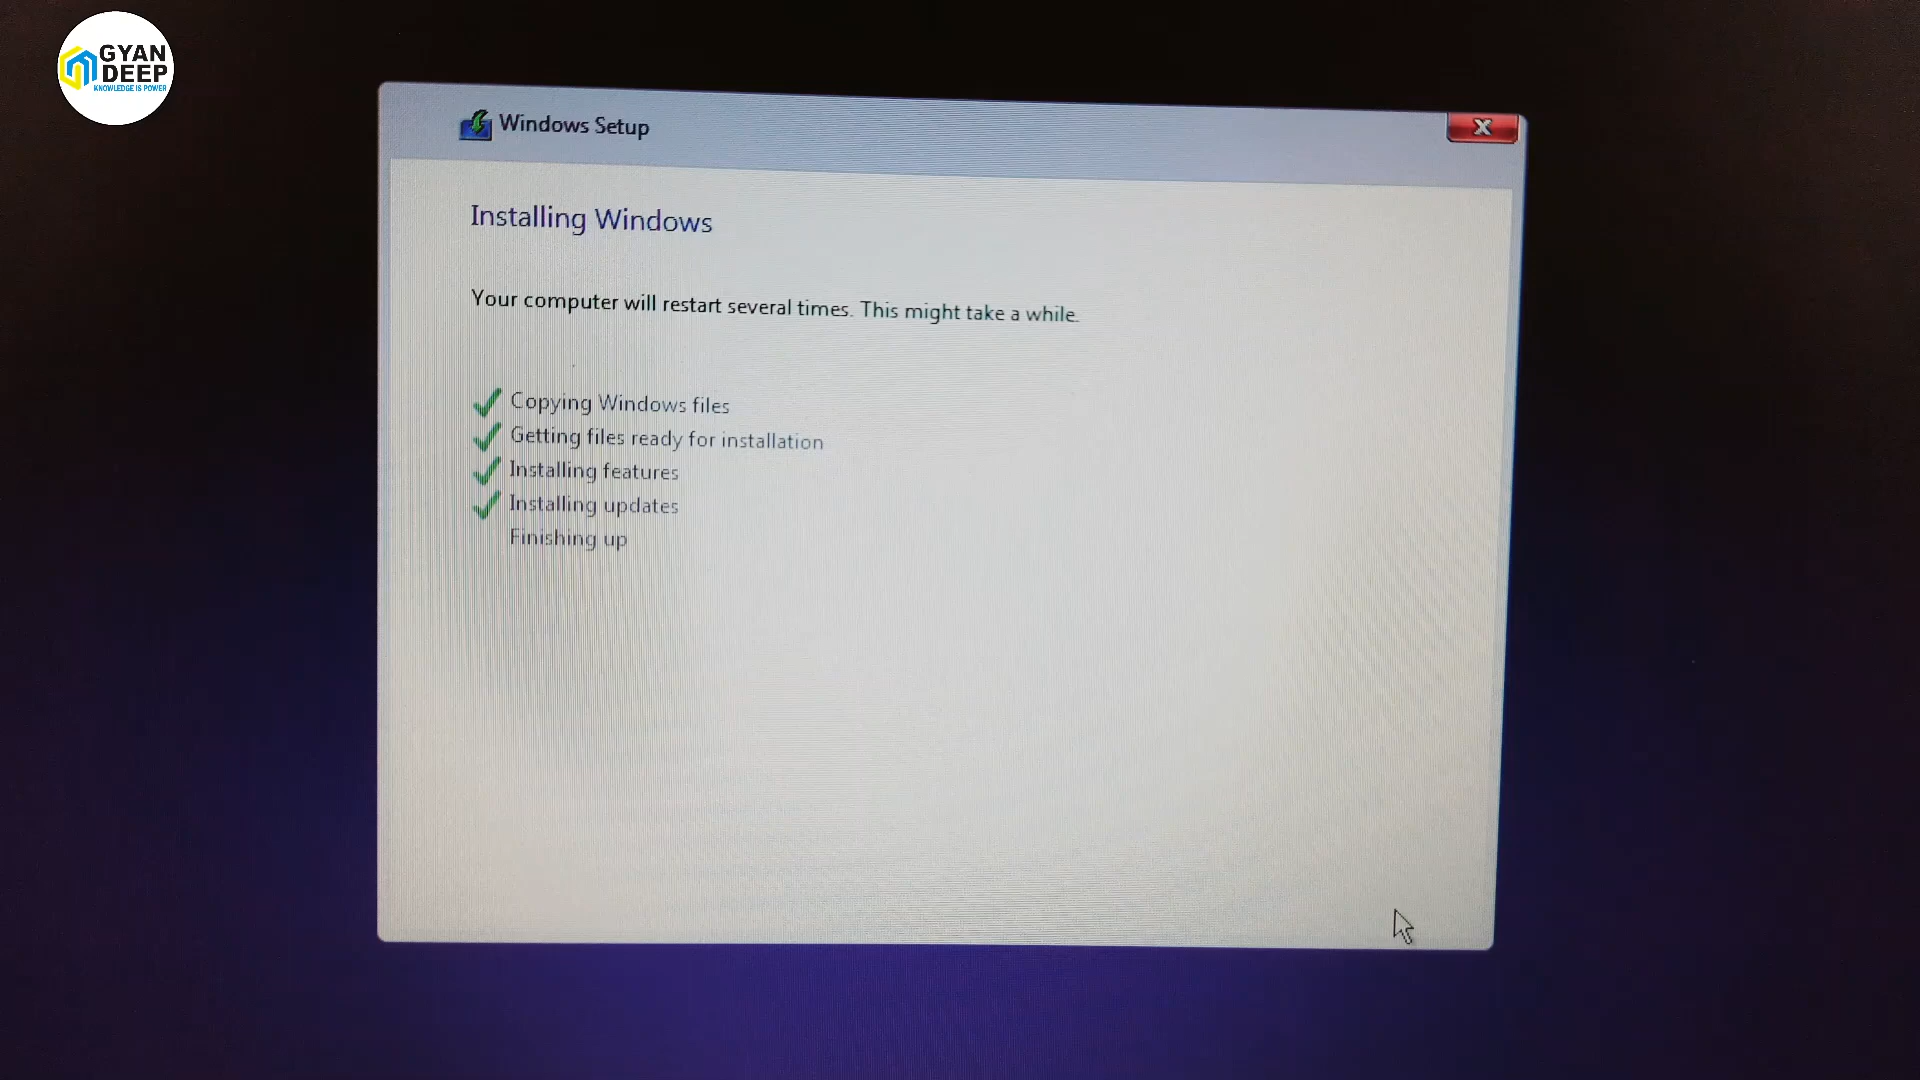 GYAN
DEEP
KNOWLEDGE IS POWER
Windows Setup
X
Installing Windows
Your computer will restart several times. This might take a while.
Copying Windows files
Getting files ready for installation
Installing features
Installing updates
Finishing up